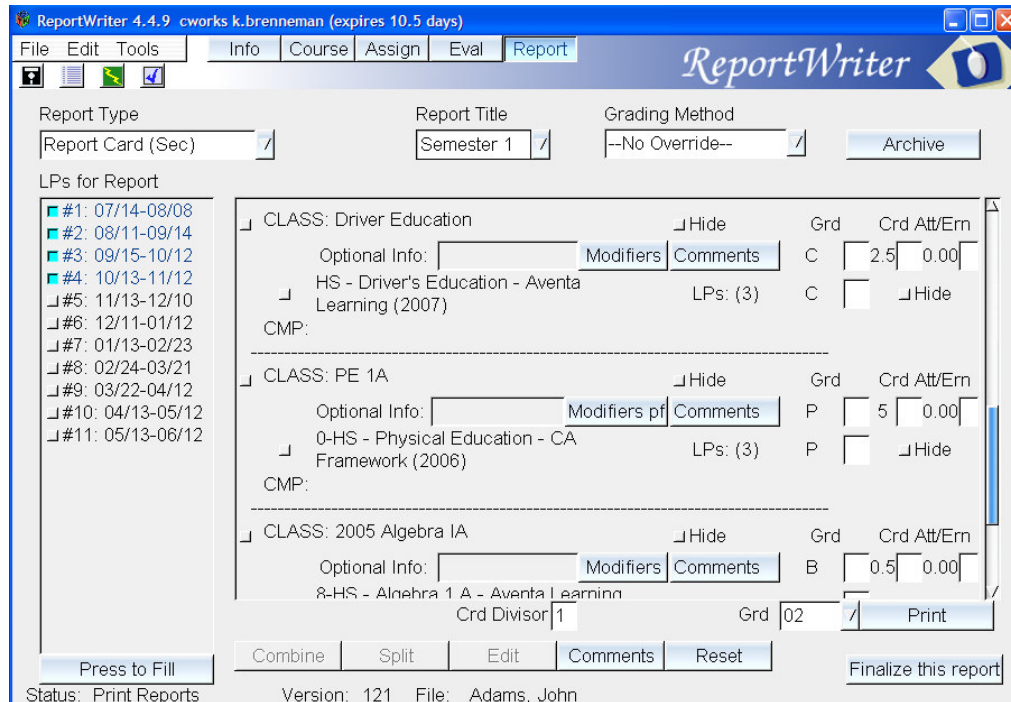 ReportWriter 4.4.9 cworks k.brenneman (expires 10.5 days)
File Edit Tools Info Course Assign Eval Report
ReportWriter
Report Type Report Title Grading Method
Report Card (Sec) Semester 1 --No Override-- Archive
LPs for Report
#1: 07/14-08/08
#2: 08/11-09/14
#3: 09/15-10/12
#4: 10/13-11/12
#5: 11/13-12/10
#6: 12/11-01/12
#7: 01/13-02/23
#8: 02/24-03/21
#9: 03/22-04/12
#10: 04/13-05/12
#11: 05/13-06/12
CLASS: Driver Education Hide Grd Crd Att/Ern
Optional Info: Modifiers Comments C 2.5 0.00
HS - Driver's Education - Aventa
Learning (2007) LPs: (3) C Hide
CMP:
CLASS: PE 1A Hide Grd Crd Att/Ern
Optional Info: Modifiers pf Comments P 5 0.00
0-HS - Physical Education - CA
Framework (2006) LPs: (3) P Hide
CMP:
CLASS: 2005 Algebra IA Hide Grd Crd Att/Ern
Optional Info: Modifiers Comments B 0.5 0.00
8-HS - Algebra 1 A - Aventa Learning
Crd Divisor 1 Grd 02 Print
Press to Fill Combine Split Edit Comments Reset Finalize this report
Status: Print Reports Version: 121 File: Adams, John